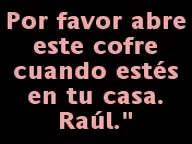 Por favor abre
este cofre
cuando estés
en tu casa.
Raúl."